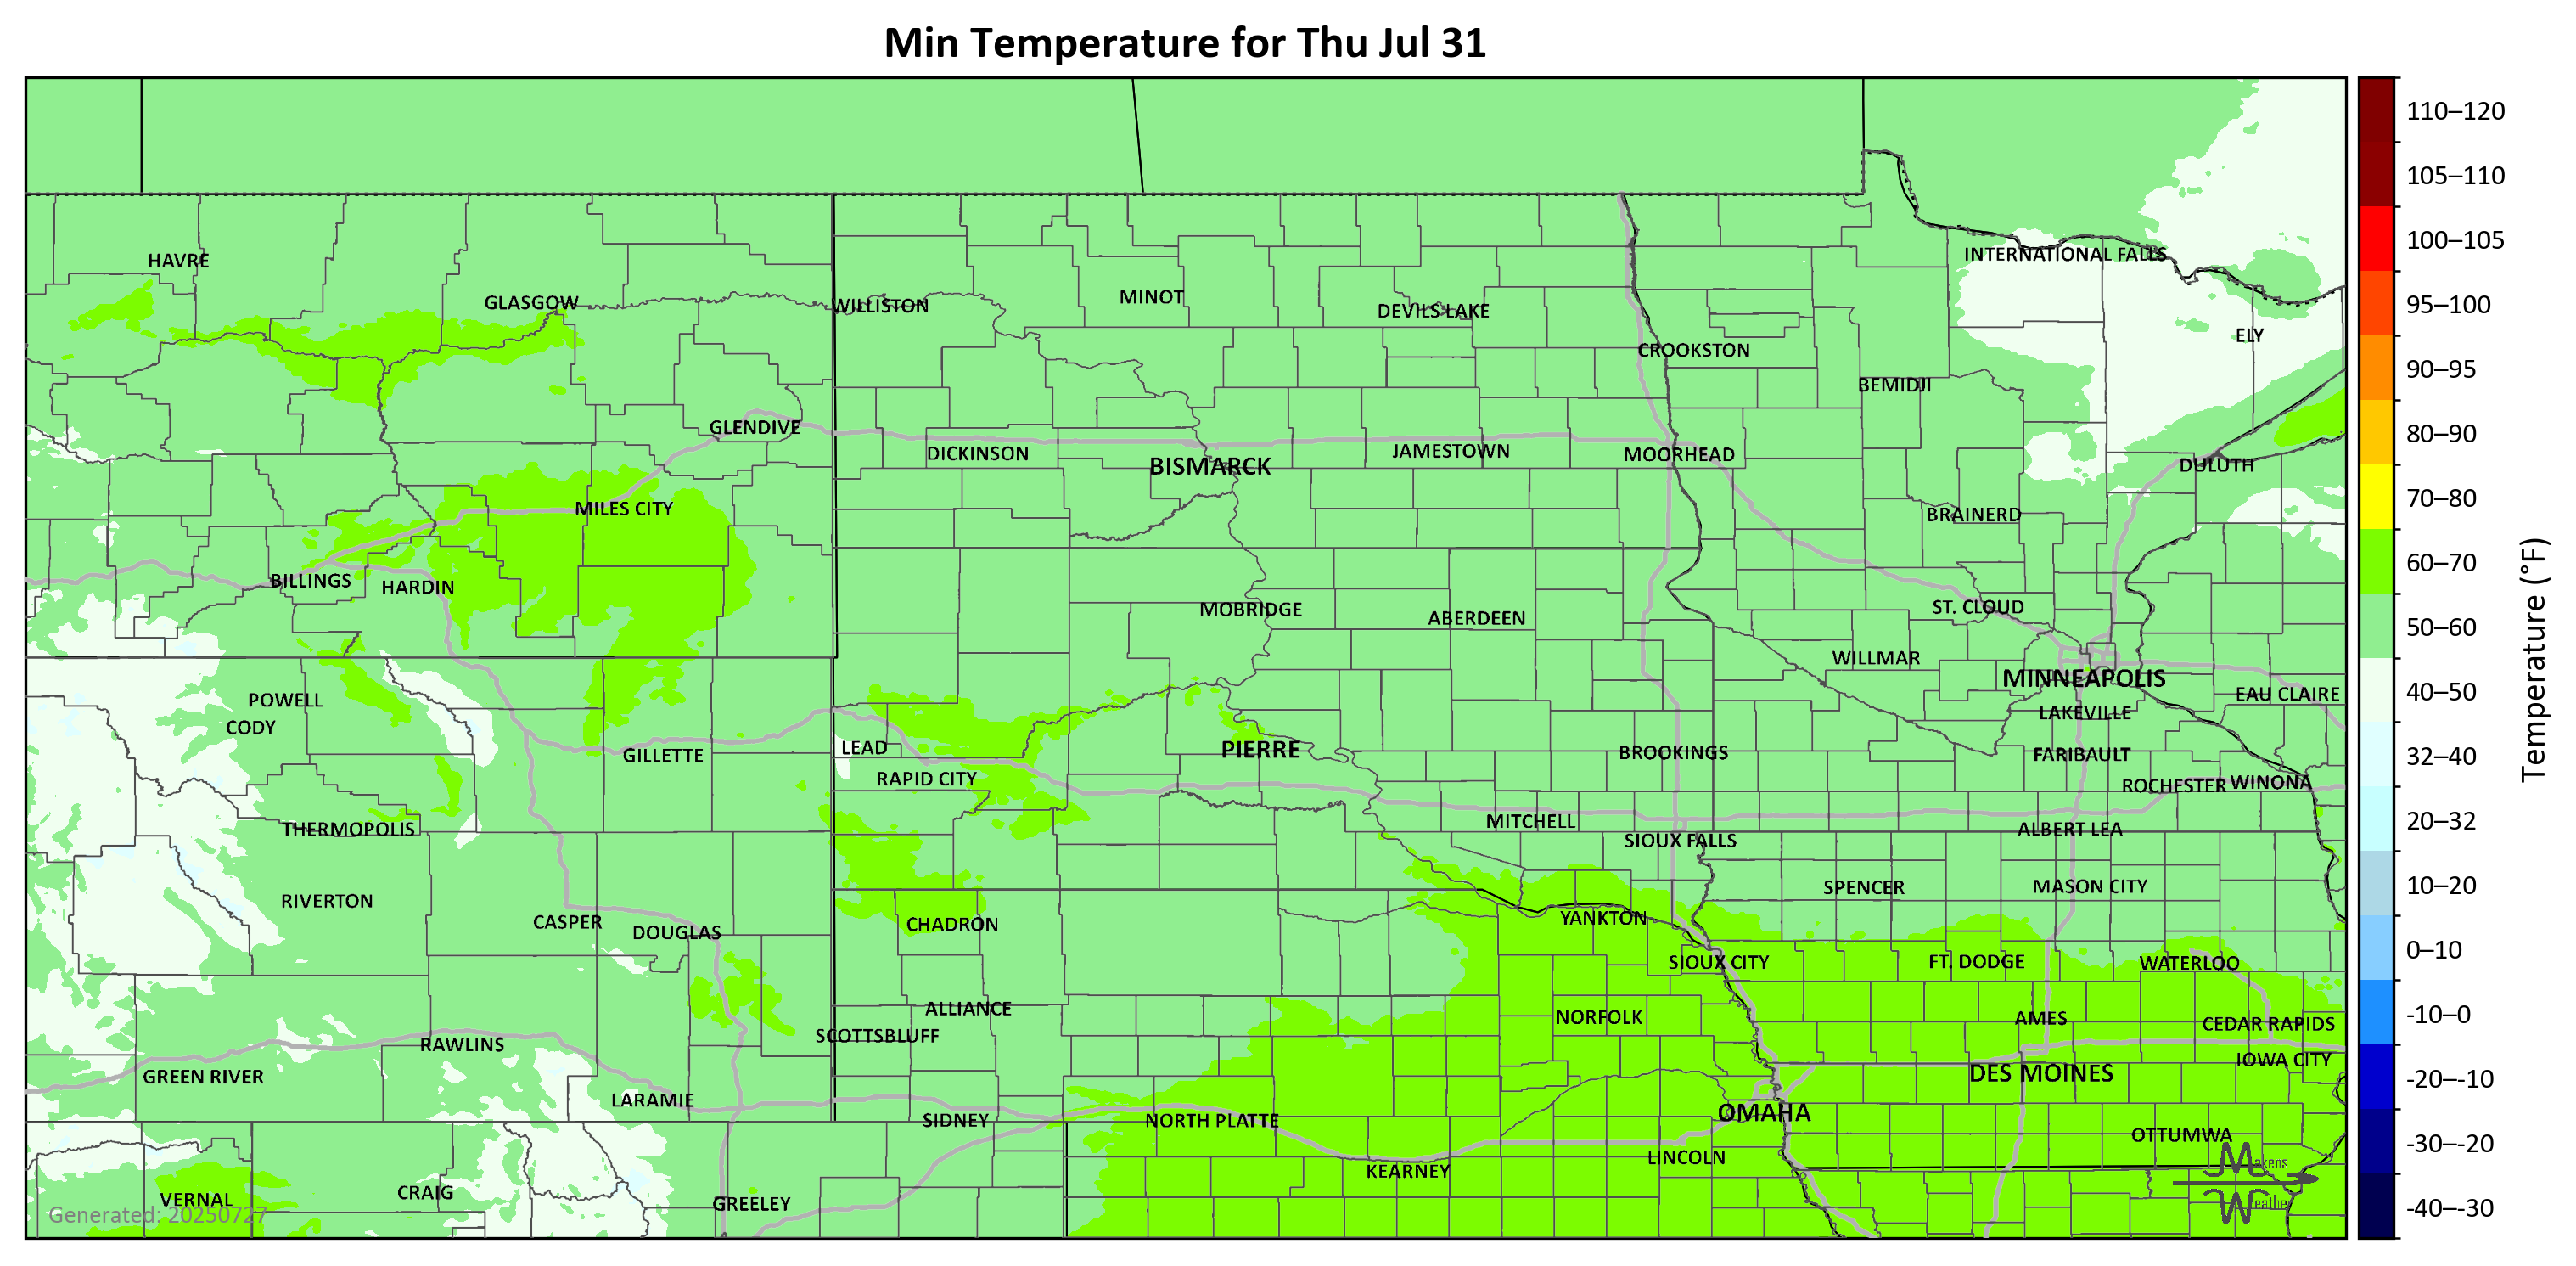 Min Temperature for Thu Jul 31
110–120
105–110
100–105
95–100
90–95
80–90
70–80
60–70
50–60
40–50
32–40
20–32
10–20
0–10
-10–0
-20–-10
-30–-20
-40–-30
Temperature (°F)
HAVRE
GLASGOW
WILLISTON
MINOT
DEVILS LAKE
INTERNATIONAL FALLS
ELY
CROOKSTON
BEMIDJI
GLENDIVE
DICKINSON
BISMARCK
JAMESTOWN
MOORHEAD
DULUTH
MILES CITY
BRAINERD
BILLINGS
HARDIN
MOBRIDGE
ABERDEEN
ST. CLOUD
WILLMAR
MINNEAPOLIS
EAU CLAIRE
POWELL
CODY
LAKEVILLE
GILLETTE
LEAD
PIERRE
BROOKINGS
FARIBAULT
RAPID CITY
ROCHESTER
WINONA
THERMOPOLIS
MITCHELL
SIOUX FALLS
ALBERT LEA
RIVERTON
SPENCER
MASON CITY
CASPER
DOUGLAS
CHADRON
YANKTON
SIOUX CITY
FT. DODGE
WATERLOO
ALLIANCE
NORFOLK
AMES
CEDAR RAPIDS
SCOTTSBLUFF
RAWLINS
IOWA CITY
GREEN RIVER
DES MOINES
LARAMIE
SIDNEY
NORTH PLATTE
OMAHA
OTTUMWA
LINCOLN
KEARNEY
VERNAL
CRAIG
GREELEY
Generated: 20250727
Makens
Weather